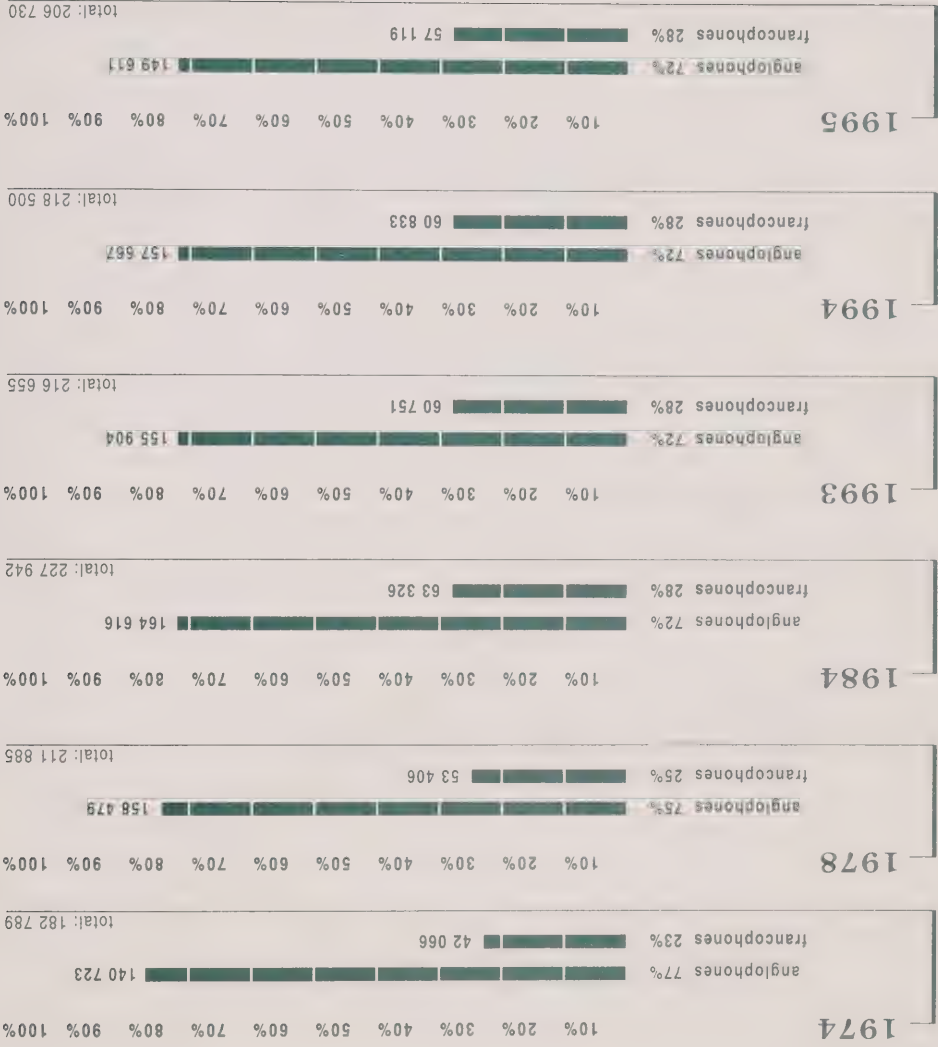 1974 10% 20% 30% 40% 50% 60% 70% 80% 90% 100%
anglophones 77% 140 723
francophones 23% 42 066
total: 182 789
1978 10% 20% 30% 40% 50% 60% 70% 80% 90% 100%
anglophones 75% 158 479
francophones 25% 53 406
total: 211 885
1984 10% 20% 30% 40% 50% 60% 70% 80% 90% 100%
anglophones 72% 164 616
francophones 28% 63 326
total: 227 942
1993 10% 20% 30% 40% 50% 60% 70% 80% 90% 100%
anglophones 72% 155 904
francophones 28% 60 751
total: 216 655
1994 10% 20% 30% 40% 50% 60% 70% 80% 90% 100%
anglophones 72% 157 667
francophones 28% 60 833
total: 218 500
1995 10% 20% 30% 40% 50% 60% 70% 80% 90% 100%
anglophones 72% 149 611
francophones 28% 57 119
total: 206 730